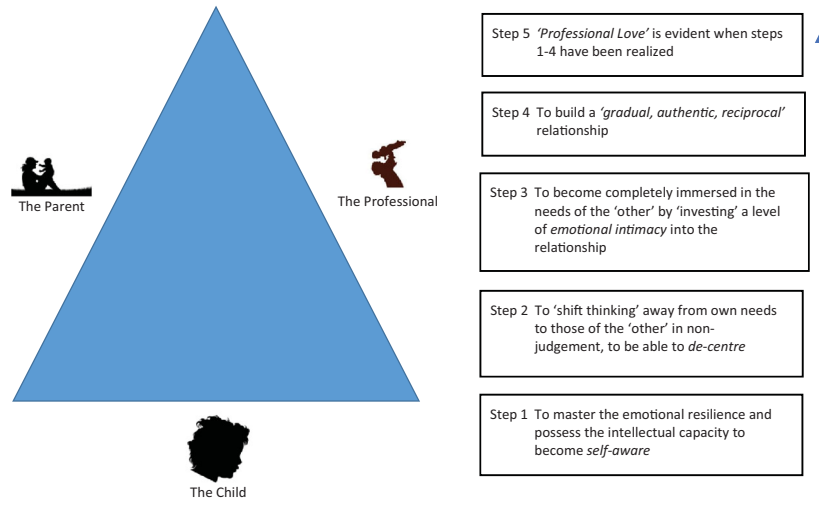 The Parent
The Professional
The Child
Step 5 ‘Professional Love’ is evident when steps
1-4 have been realized
Step 4 To build a ‘gradual, authentic, reciprocal’
relationship
Step 3 To become completely immersed in the
needs of the ‘other’ by ‘investing’ a level
of emotional intimacy into the
relationship
Step 2 To ‘shift thinking’ away from own needs
to those of the ‘other’ in non-
judgement, to be able to de-centre
Step 1 To master the emotional resilience and
possess the intellectual capacity to
become self-aware